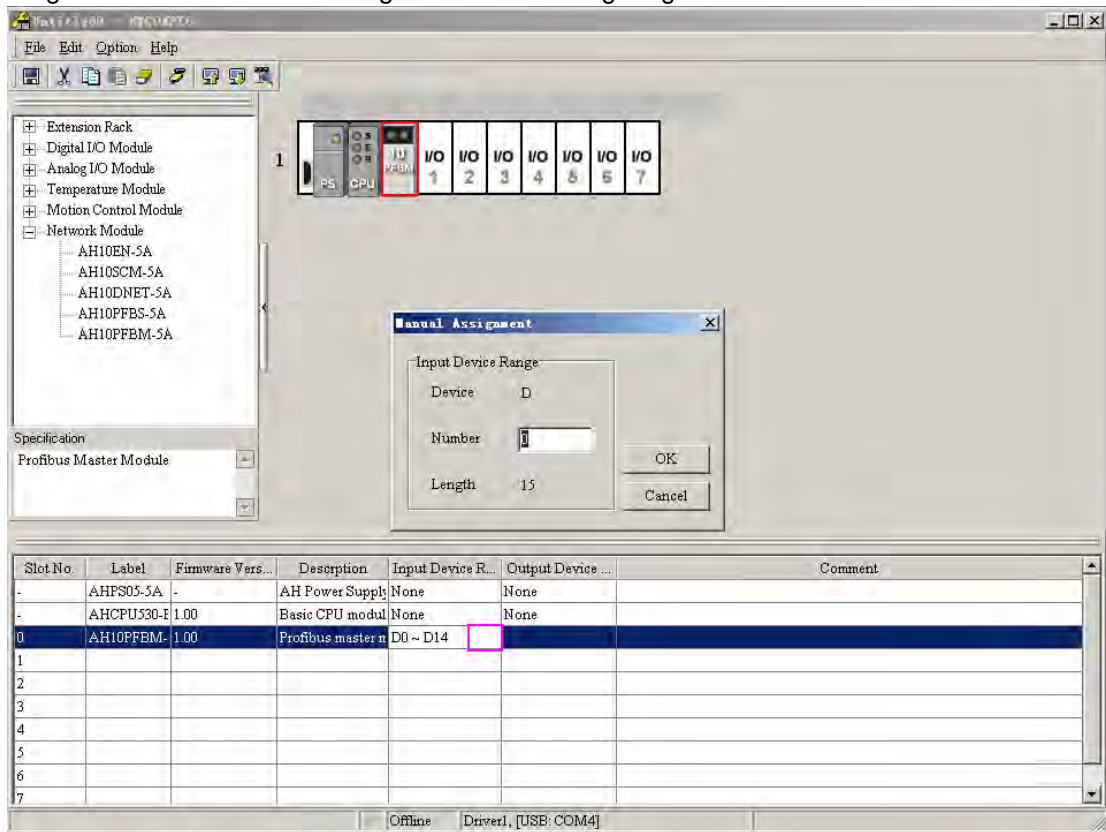 File Edit Option Help
Extension Rack
Digital I/O Module
Analog I/O Module
Temperature Module
Motion Control Module
Network Module
AH10EN-5A
AH10SCM-5A
AH10DNET-5A
AH10PFBS-5A
AH10PFBM-5A
1
PS CPU PFBM I/O 1 I/O 2 I/O 3 I/O 4 I/O 5 I/O 6 I/O 7
Manual Assignment
Input Device Range
Device D
Number 0
Length 15
OK
Cancel
Specification
Profibus Master Module
Slot No. Label Firmware Vers... Descrption Input Device R... Output Device ... Comment
- AHPS05-5A - AH Power Supply None None
- AHCPU530-E 1.00 Basic CPU modul None None
0 AH10PFBM- 1.00 Profibus master m D0 ~ D14
1
2
3
4
5
6
7
Offline Driver1, [USB: COM4]